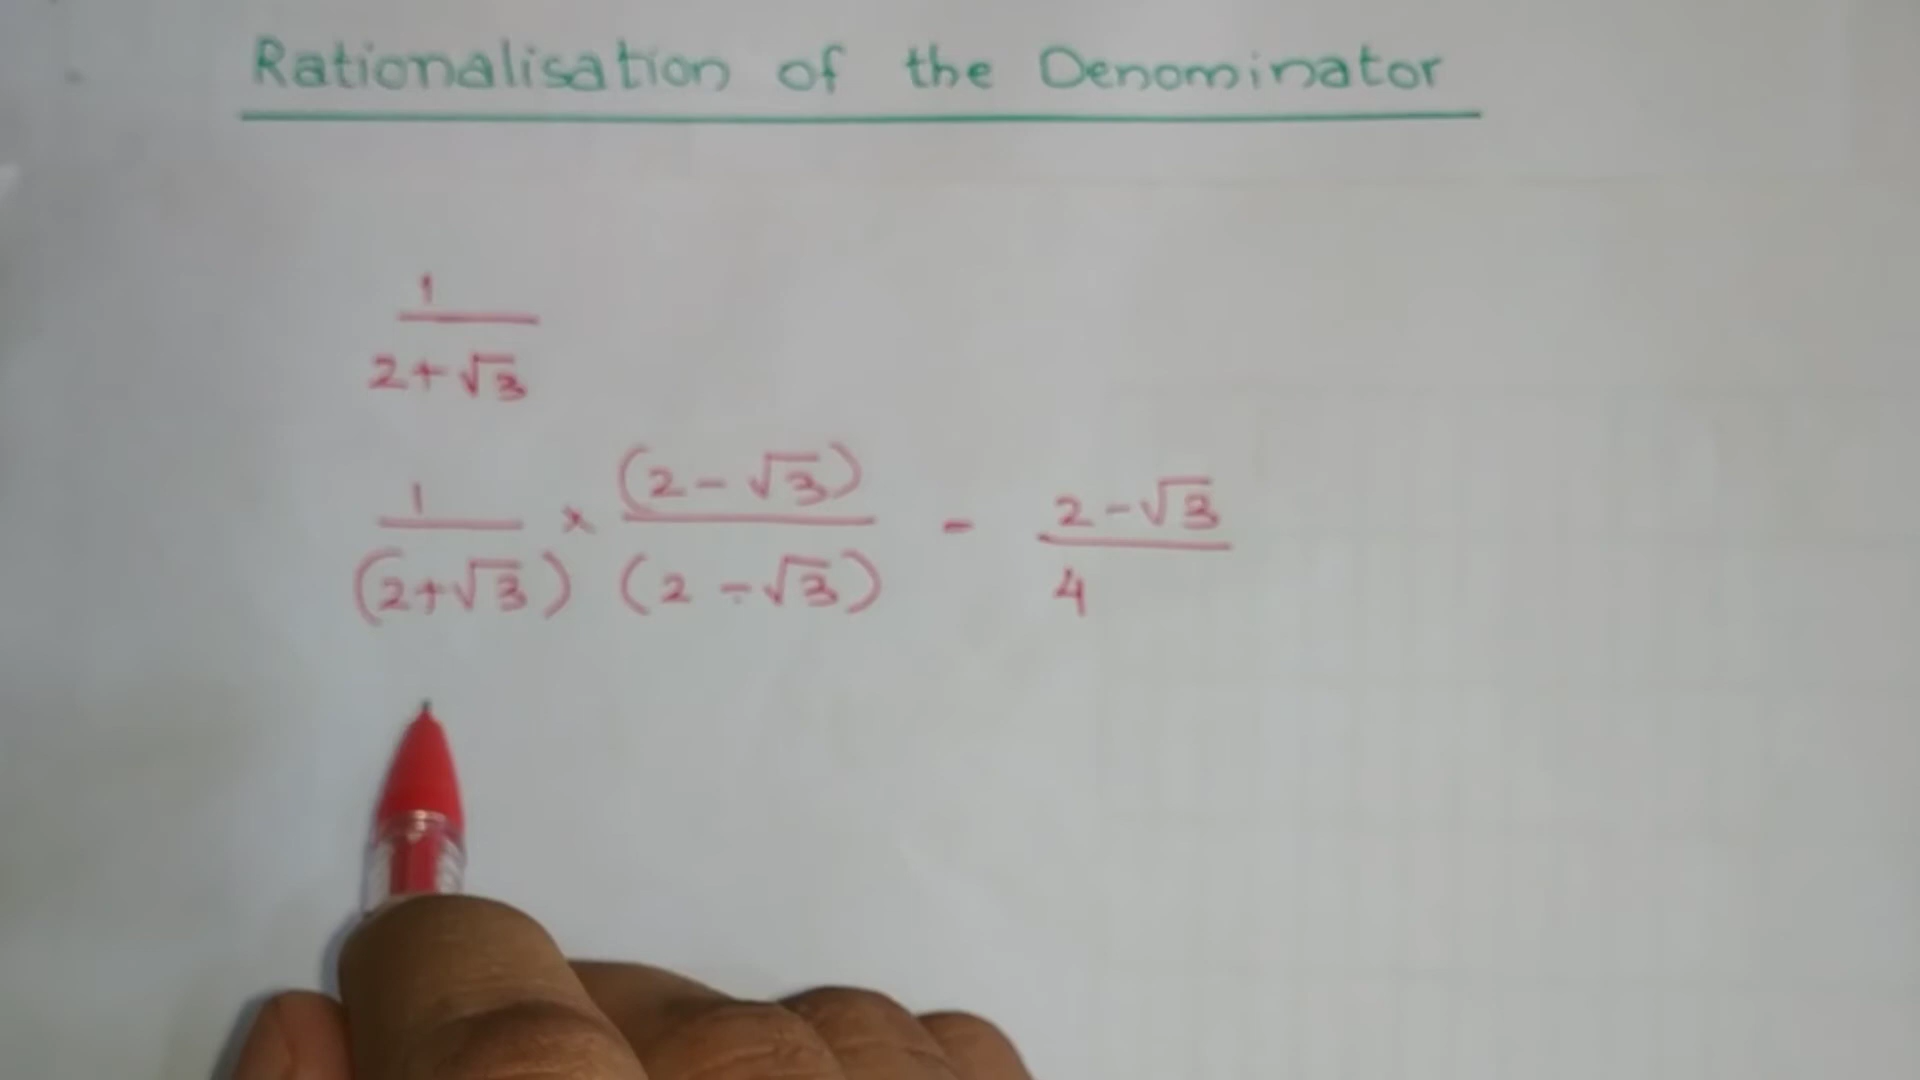 Rationalisation of the Denominator
1
2+√3
1 × (2-√3) - 2-√3
(2+√3) (2-√3) 4